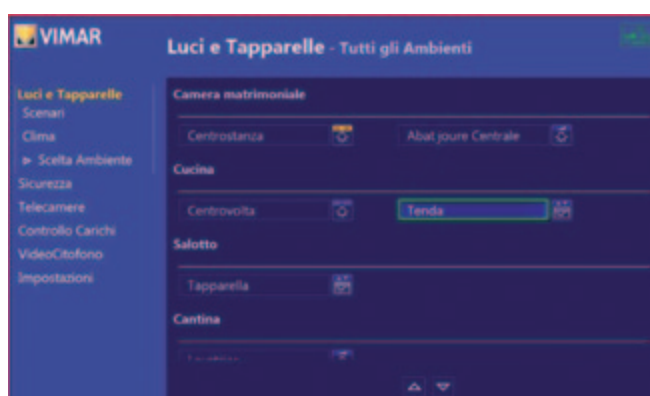 VIMAR
Luci e Tapparelle - Tutti gli Ambienti
Luci e Tapparelle
Scenari
Clima
Scelta Ambiente
Sicurezza
Telecamere
Controllo Carichi
VideoCitofono
Impostazioni
Camera matrimoniale
Centrostanza
Abat joure Centrale
Cucina
Centrovolta
Tenda
Salotto
Tapparella
Cantina